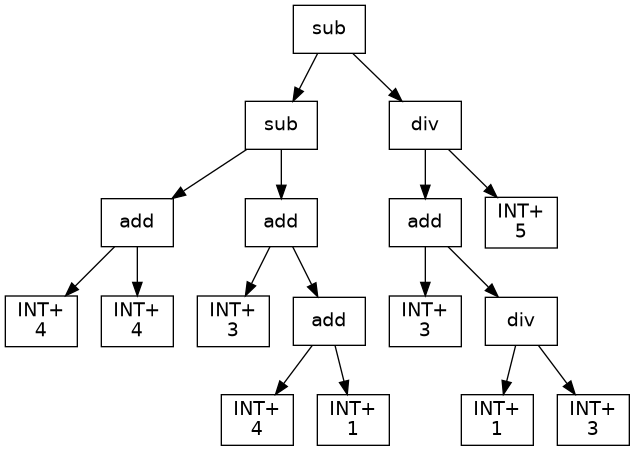 sub
sub
div
add
add
add
INT+
5
INT+
4
INT+
4
INT+
3
add
INT+
3
div
INT+
4
INT+
1
INT+
1
INT+
3